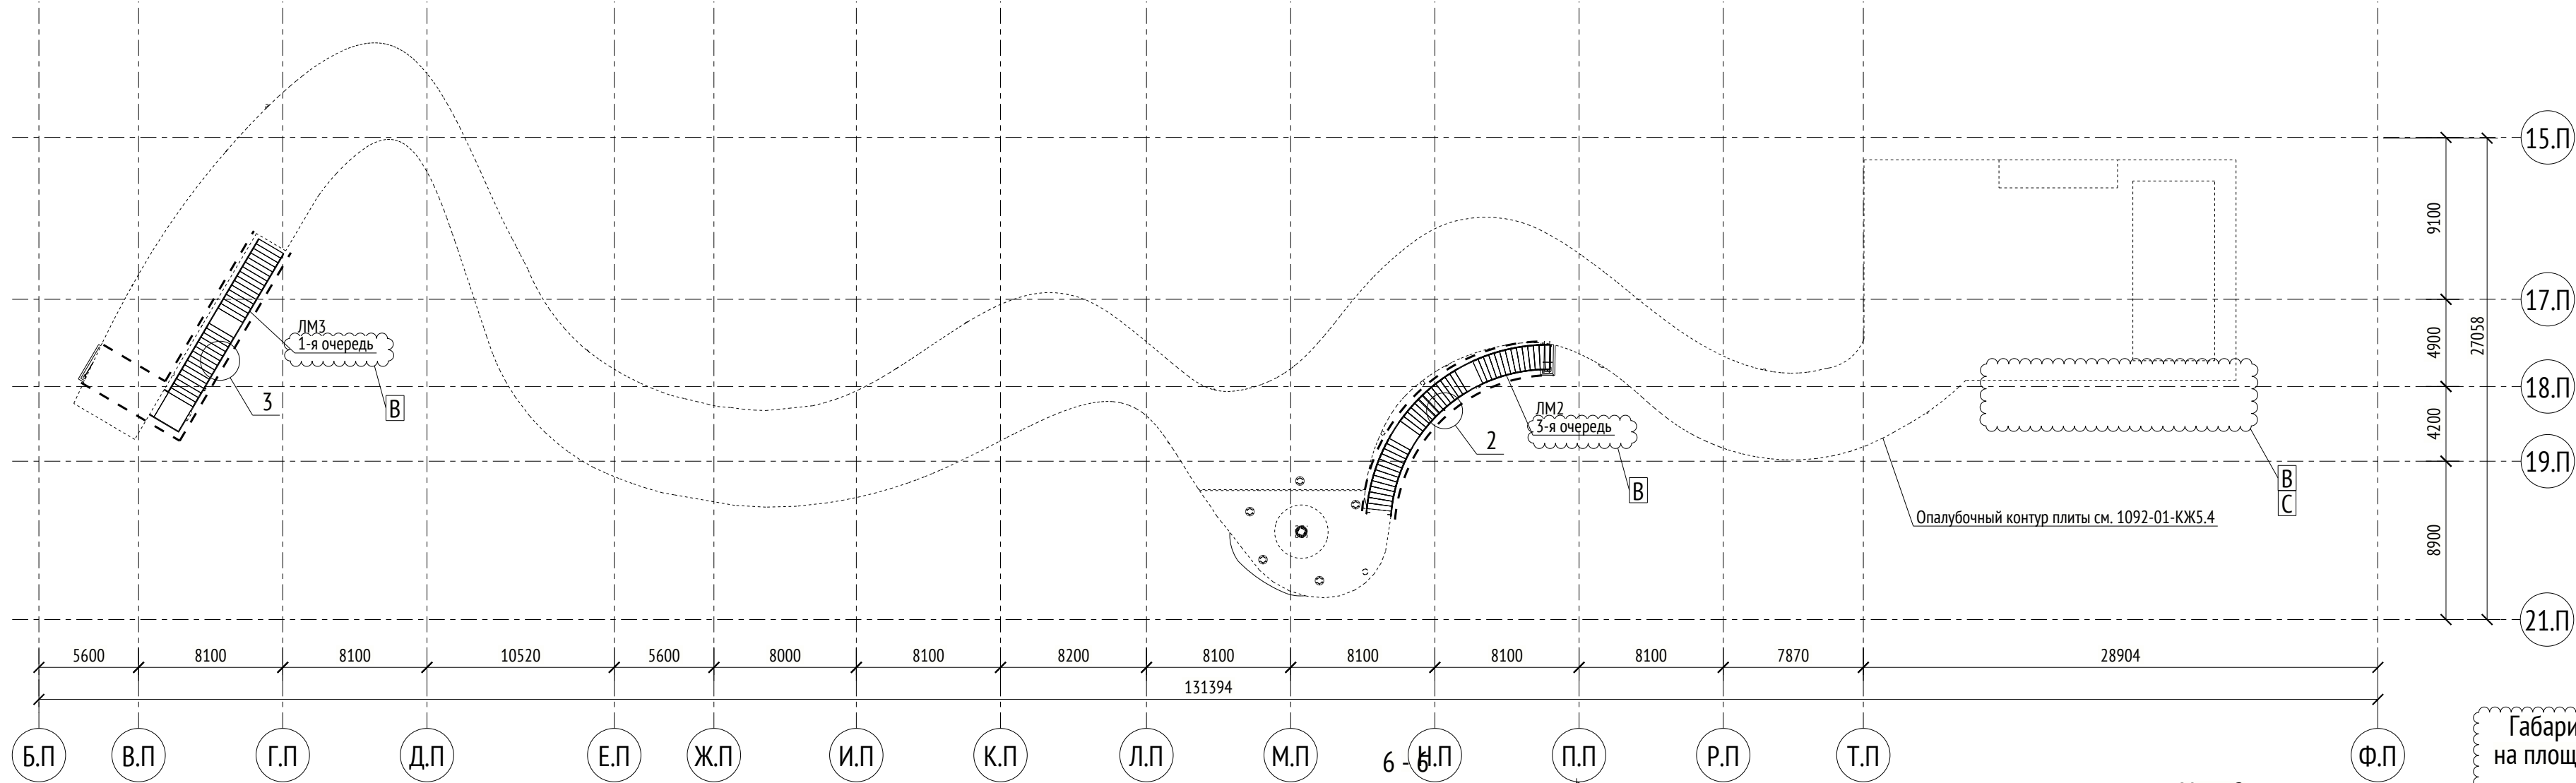 15.П
9100
17.П
4900
27058
18.П
4200
19.П
8900
21.П
ЛМ3
1-я очередь
3
В
ЛМ2
3-я очередь
2
В
В
С
Опалубочный контур плиты см. 1092-01-КЖ5.4
5600 8100 8100 10520 5600 8000 8100 8200 8100 8100 8100 8100 7870 28904
131394
Б.П В.П Г.П Д.П Е.П Ж.П И.П К.П Л.П М.П Н.П П.П Р.П Т.П Ф.П
6 - 6
Габари
на площ